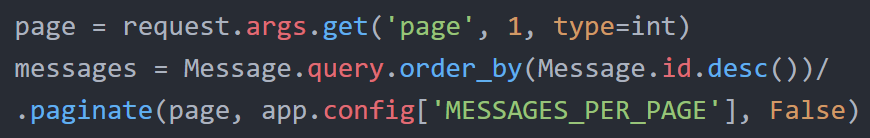 page = request.args.get('page', 1, type=int)
messages = Message.query.order_by(Message.id.desc())/
.paginate(page, app.config['MESSAGES_PER_PAGE'], False)